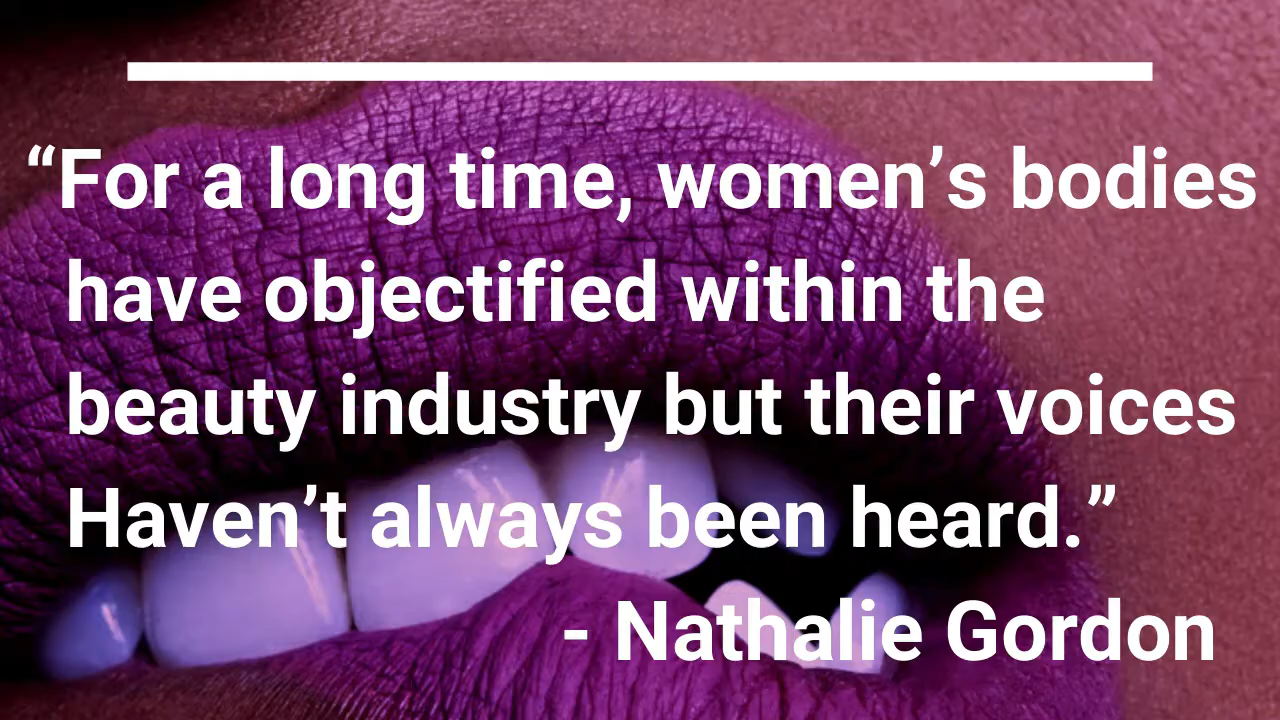 “For a long time, women’s bodies
have objectified within the
beauty industry but their voices
Haven’t always been heard.”
- Nathalie Gordon